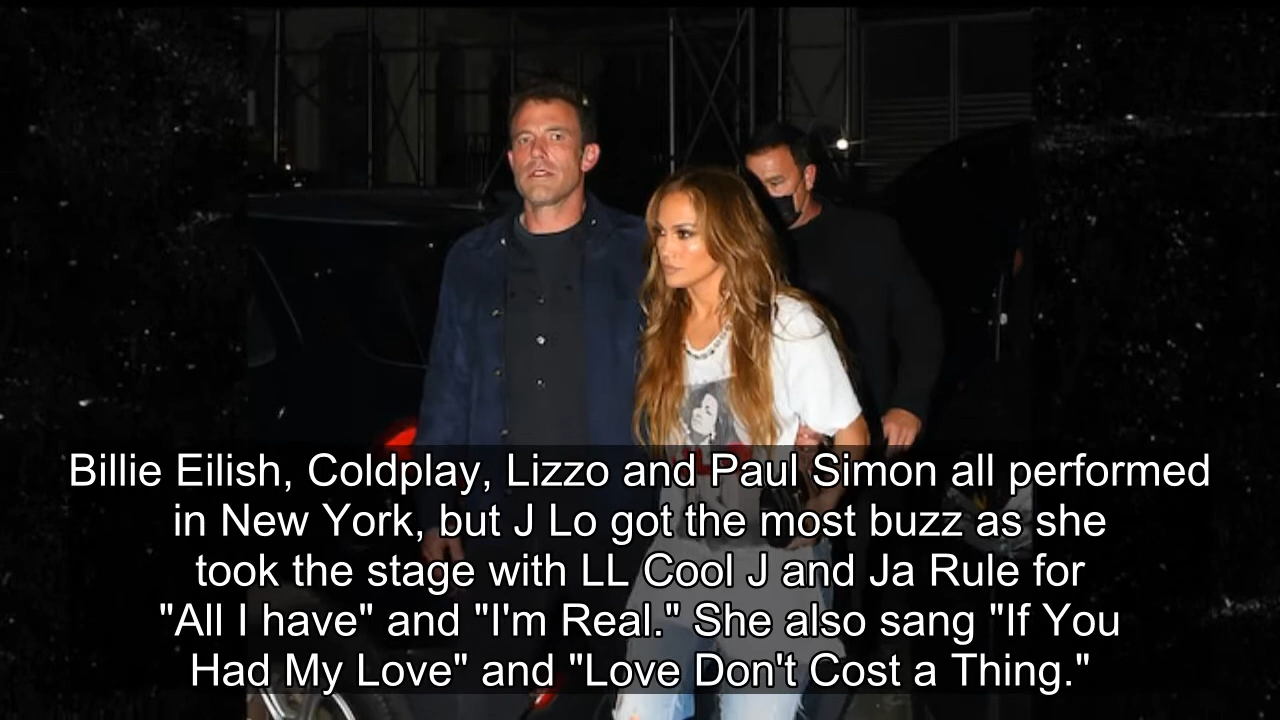 Billie Eilish, Coldplay, Lizzo and Paul Simon all performed
in New York, but J Lo got the most buzz as she
took the stage with LL Cool J and Ja Rule for
"All I have" and "I'm Real." She also sang "If You
Had My Love" and "Love Don't Cost a Thing."